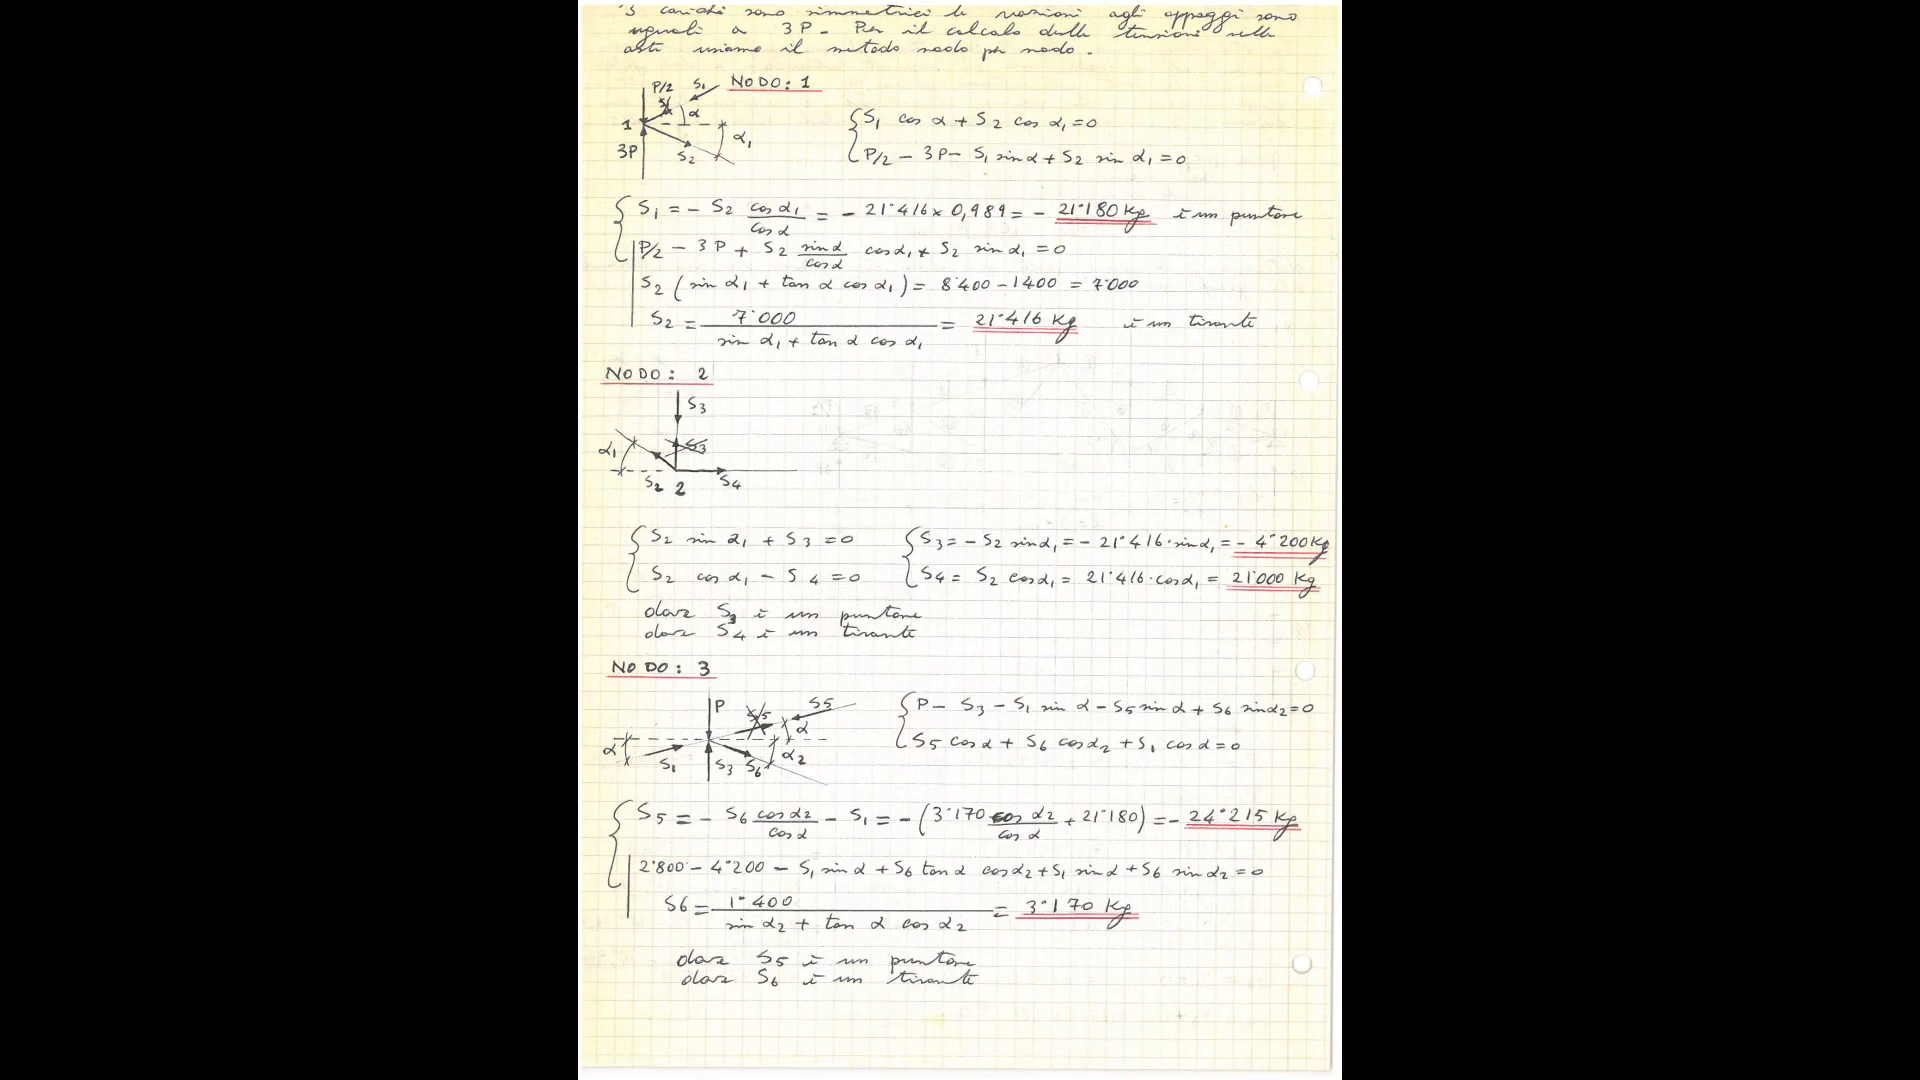 i carichi sono simmetrici le reazioni agli appoggi sono
uguali a 3P. Per il calcolo delle tensioni nelle
aste usiamo il metodo nodo per nodo.
NODO: 1
P/2 S1
α
1
α1
3P
S2
{ S1 cos α + S2 cos α1 = 0
P/2 - 3P - S1 sin α + S2 sin α1 = 0
{ S1 = - S2 cos α1 / cos α = - 21'416 x 0,989 = - 21'180 Kg è un puntone
P/2 - 3P + S2 sin α / cos α cos α1 + S2 sin α1 = 0
S2 ( sin α1 + tan α cos α1 ) = 8'400 - 1400 = 7'000
S2 = 7'000 / sin α1 + tan α cos α1 = 21'416 Kg è un tirante
NODO: 2
S3
α1 S3
S2 2 S4
{ S2 sin α1 + S3 = 0
S2 cos α1 - S4 = 0
{ S3 = - S2 sin α1 = - 21'416 · sin α1 = - 4'200 Kg
S4 = S2 cos α1 = 21'416 · cos α1 = 21'000 Kg
dove S3 è un puntone
dove S4 è un tirante
NODO: 3
P S5 S5
α α
S1 S3 S6 α2
{ P - S3 - S1 sin α - S5 sin α + S6 sin α2 = 0
S5 cos α + S6 cos α2 + S1 cos α = 0
{ S5 = - S6 cos α2 / cos α - S1 = - ( 3'170 cos α2 / cos α + 21'180 ) = - 24'215 Kg
2'800 - 4'200 - S1 sin α + S6 tan α cos α2 + S1 sin α + S6 sin α2 = 0
S6 = 1'400 / sin α2 + tan α cos α2 = 3'170 Kg
dove S5 è un puntone
dove S6 è un tirante